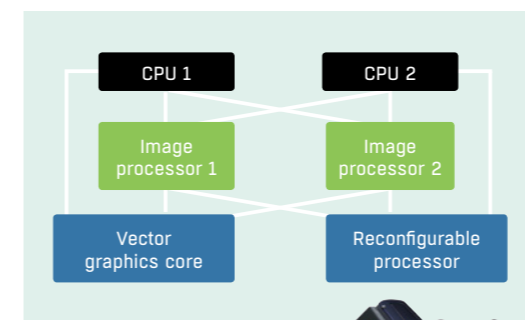 CPU 1
CPU 2
Image
processor 1
Image
processor 2
Vector
graphics core
Reconfigurable
processor